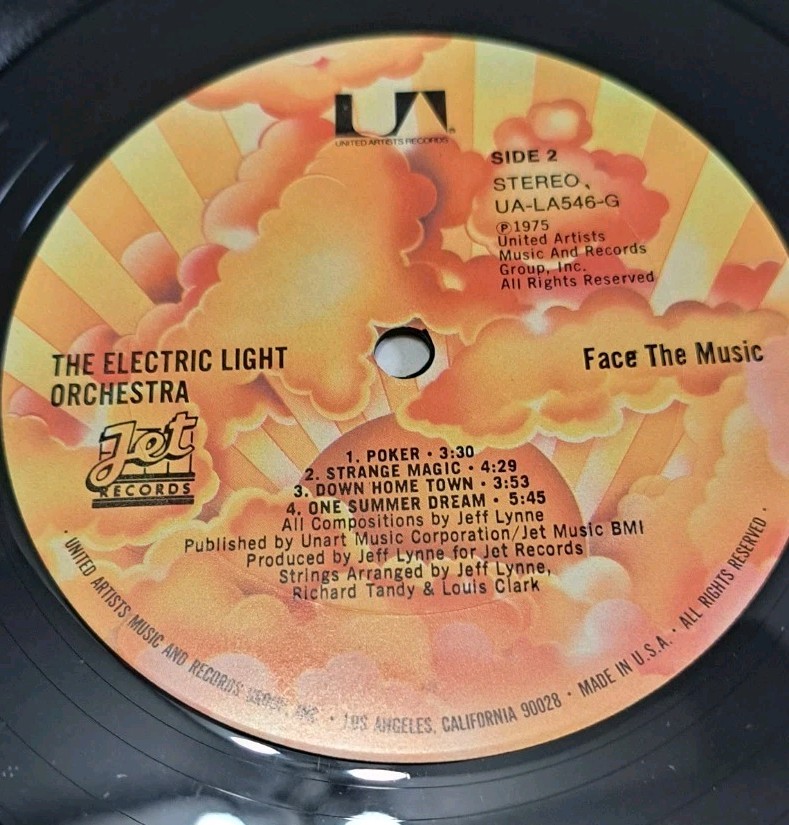 UA
UNITED ARTISTS RECORDS
SIDE 2
STEREO
UA-LA546-G
Ⓟ1975
United Artists
Music And Records
Group, Inc.
All Rights Reserved
THE ELECTRIC LIGHT
ORCHESTRA
Face The Music
Jet
RECORDS
1. POKER · 3:30
2. STRANGE MAGIC · 4:29
3. DOWN HOME TOWN · 3:53
4. ONE SUMMER DREAM · 5:45
All Compositions by Jeff Lynne
Published by Unart Music Corporation/Jet Music BMI
Produced by Jeff Lynne for Jet Records
Strings Arranged by Jeff Lynne,
Richard Tandy & Louis Clark
· UNITED ARTISTS MUSIC AND RECORDS GROUP, INC. · LOS ANGELES, CALIFORNIA 90028 · MADE IN U.S.A. · ALL RIGHTS RESERVED ·